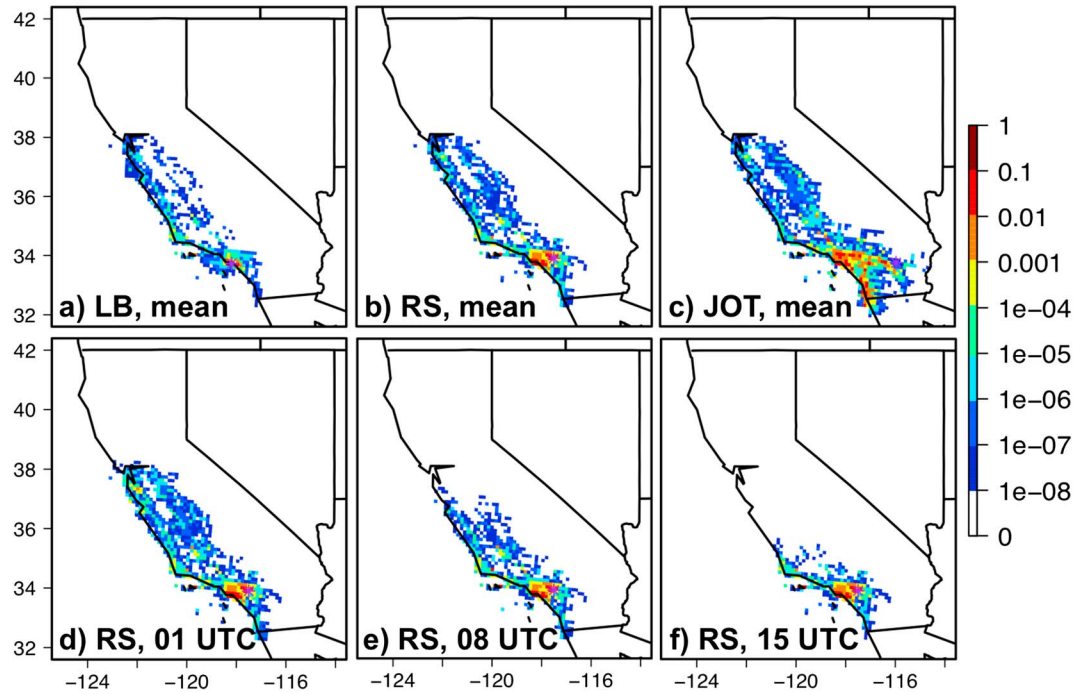 42
40
38
36
34
32
a) LB, mean
b) RS, mean
c) JOT, mean
1
0.1
0.01
0.001
1e−04
1e−05
1e−06
1e−07
1e−08
0
42
40
38
36
34
32
d) RS, 01 UTC
e) RS, 08 UTC
f) RS, 15 UTC
−124 −120 −116 −124 −120 −116 −124 −120 −116